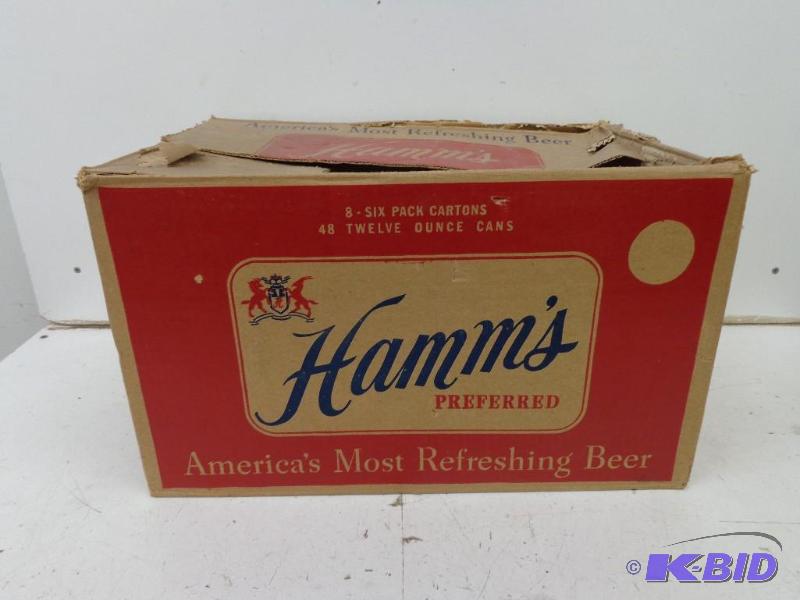 America's Most Refreshing Beer
Hamm's
8-SIX PACK CARTONS
48 TWELVE OUNCE CANS
Hamm's
PREFERRED
America's Most Refreshing Beer
© K-BID